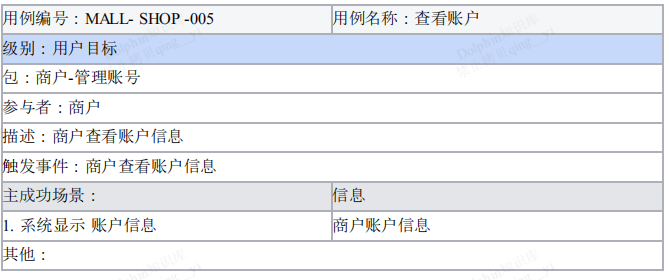 用例编号：MALL- SHOP -005 用例名称：查看账户
级别：用户目标
包：商户-管理账号
参与者：商户
描述：商户查看账户信息
触发事件：商户查看账户信息
主成功场景： 信息
1. 系统显示 账户信息 商户账户信息
其他：